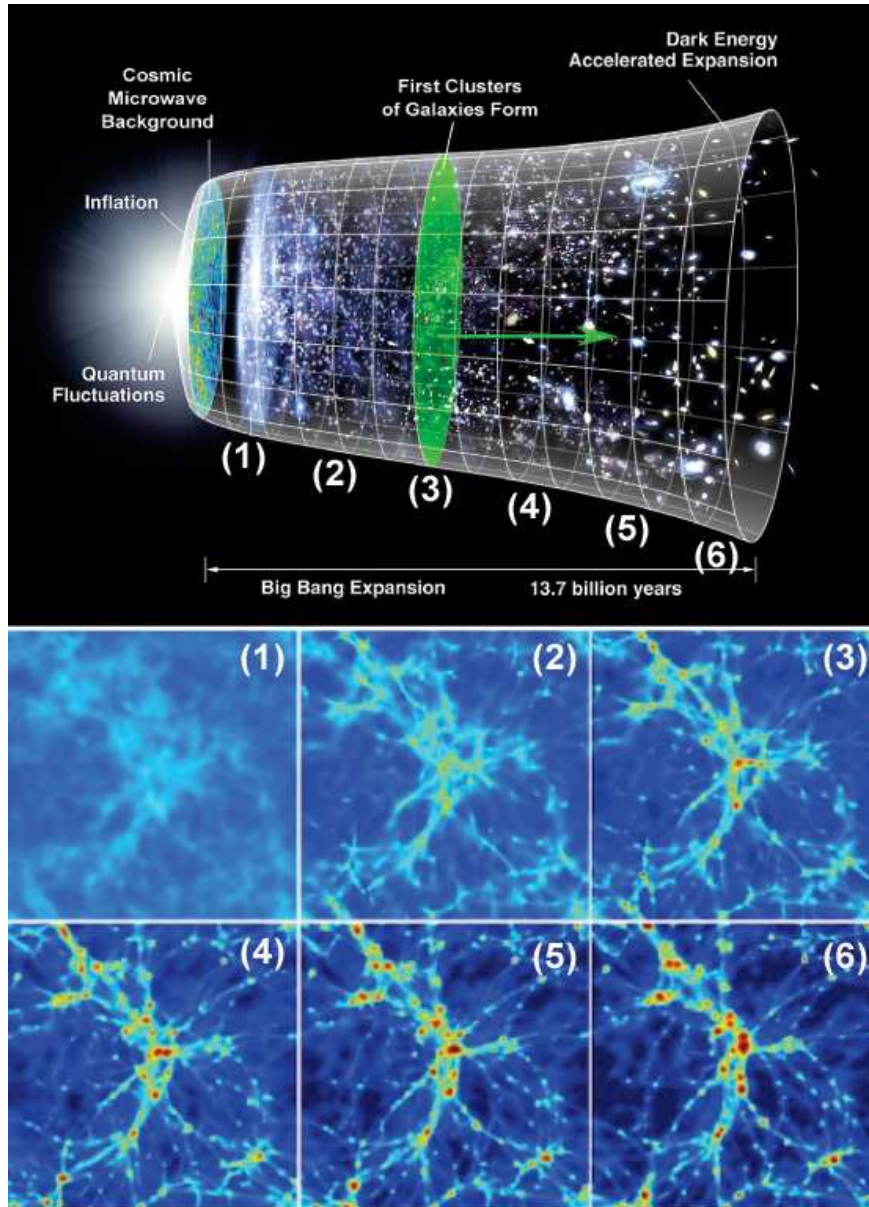 Dark Energy
Accelerated Expansion
Cosmic
Microwave
Background
First Clusters
of Galaxies Form
Inflation
Quantum
Fluctuations
(1)
(2)
(3)
(4)
(5)
(6)
Big Bang Expansion 13.7 billion years
(1)
(2)
(3)
(4)
(5)
(6)